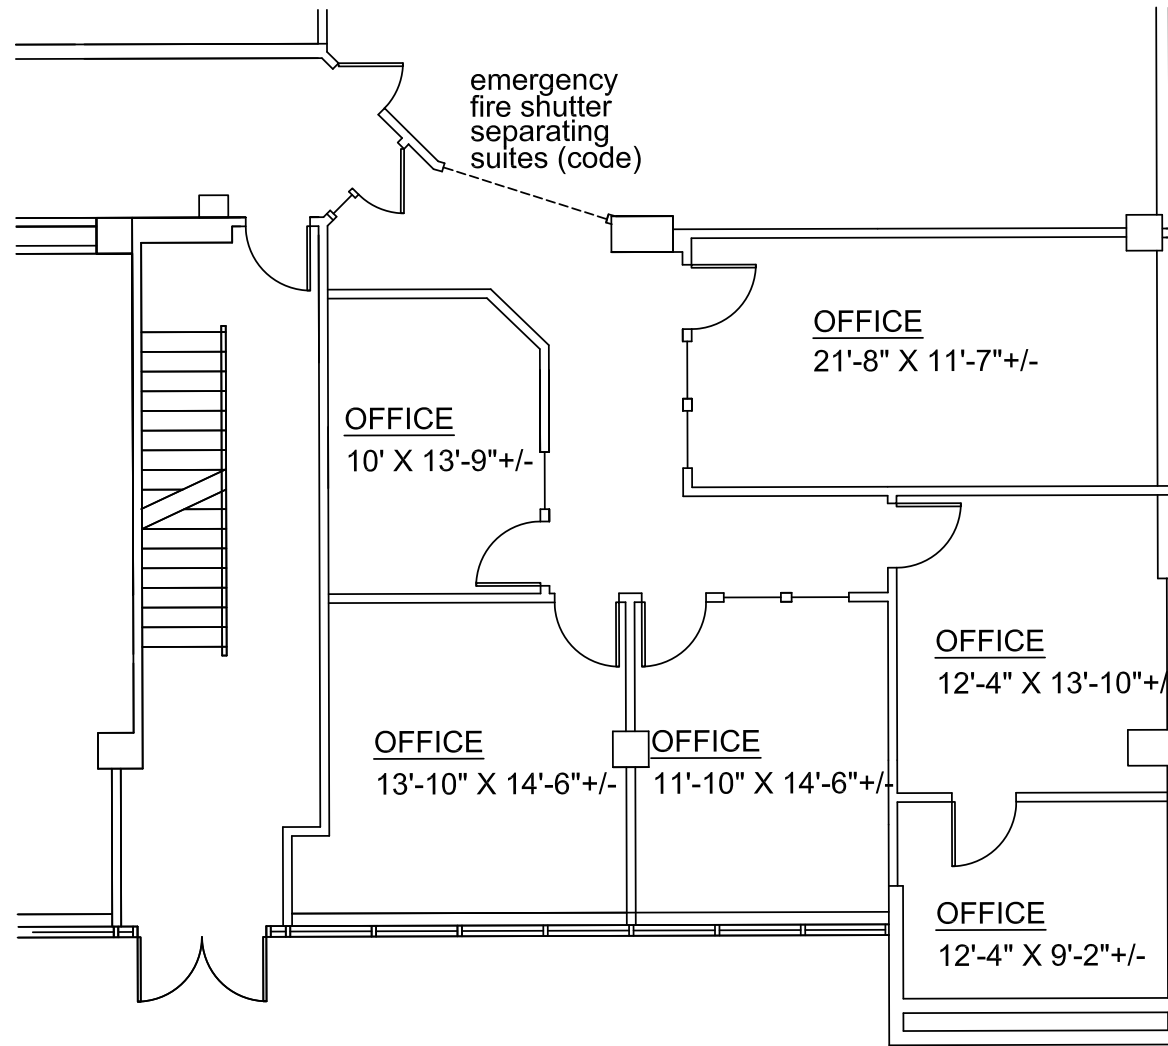 emergency
fire shutter
separating
suites (code)
OFFICE
21'-8" X 11'-7"+/-
OFFICE
10' X 13'-9"+/-
OFFICE
12'-4" X 13'-10"+/
OFFICE
13'-10" X 14'-6"+/-
OFFICE
11'-10" X 14'-6"+/-
OFFICE
12'-4" X 9'-2"+/-